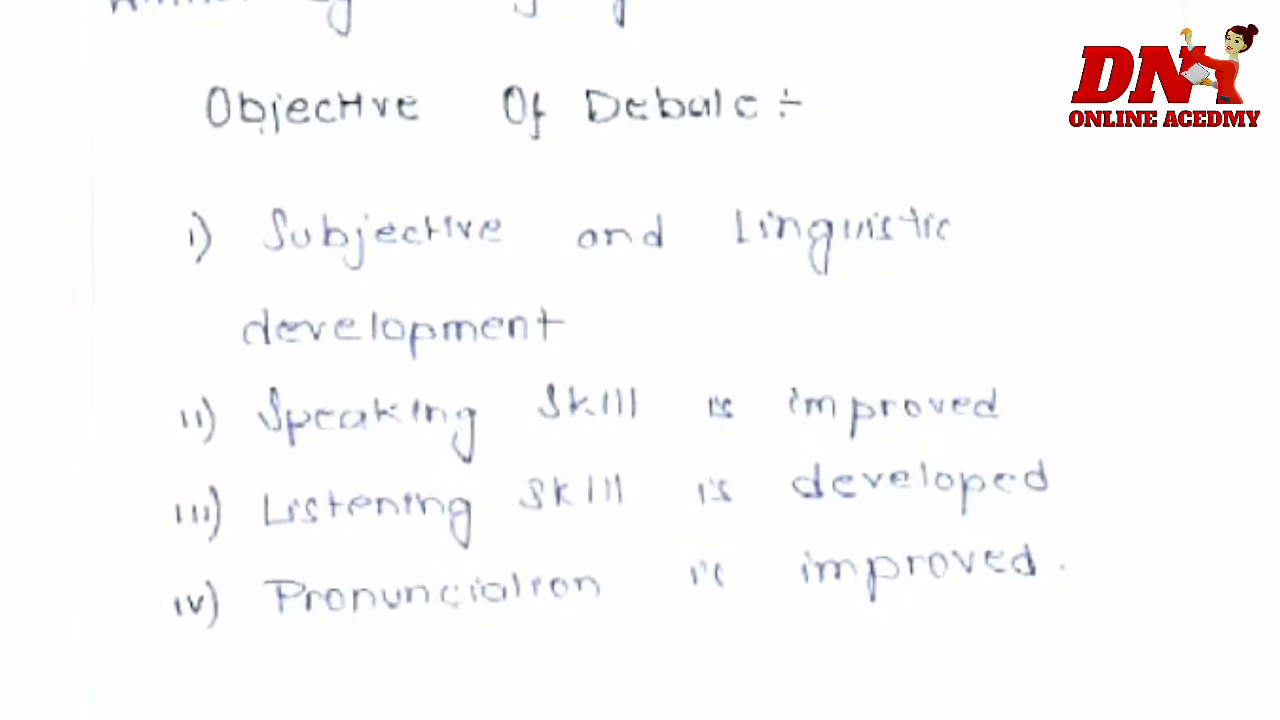 DN
ONLINE ACEDMY
Objective Of Debate :-
i) Subjective and Linguistic
development
ii) Speaking Skill is improved
iii) Listening Skill is developed
iv) Pronunciation is improved.